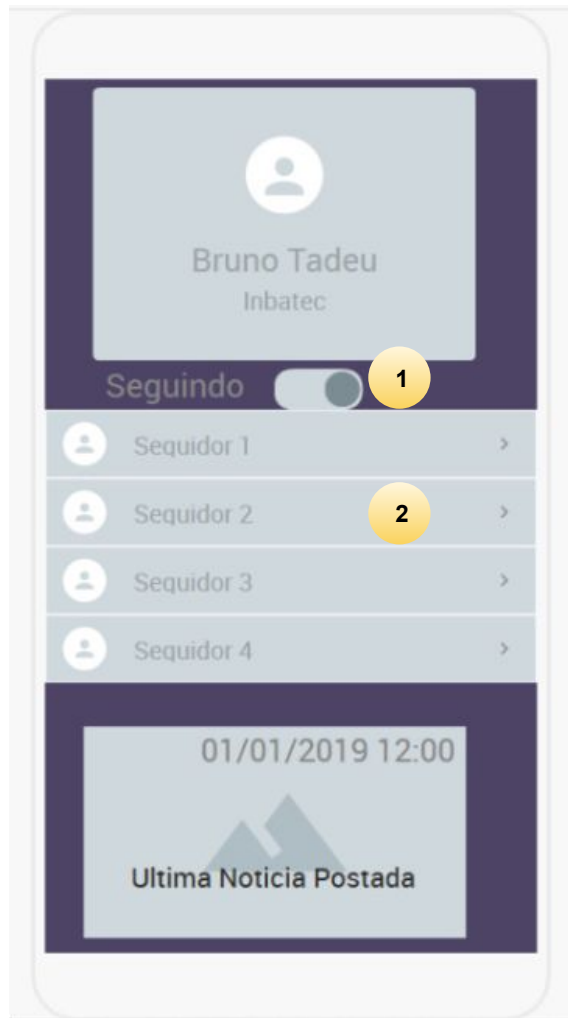 Bruno Tadeu
Inbatec
Seguindo
1
Sequidor 1
Sequidor 2
2
Sequidor 3
Sequidor 4
01/01/2019 12:00
Ultima Noticia Postada